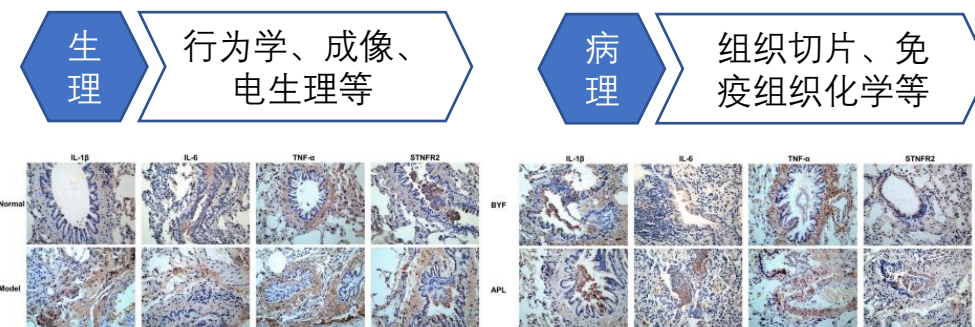 生
理
行为学、成像、
电生理等
病
理
组织切片、免
疫组织化学等
IL-1β IL-6 TNF-α STNFR2
Normal
Model
IL-1β IL-6 TNF-α STNFR2
BYF
APL